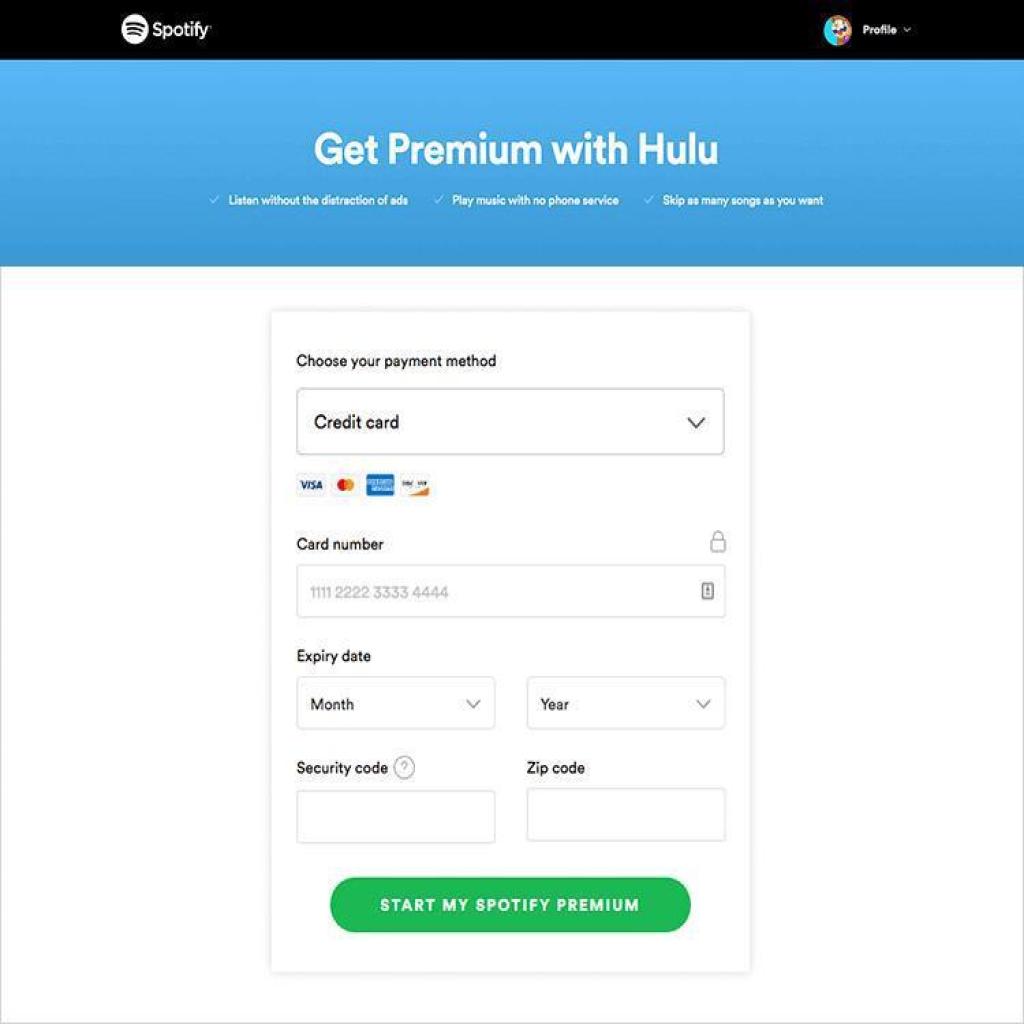 Spotify
Profile
Get Premium with Hulu
Listen without the distraction of ads Play music with no phone service Skip as many songs as you want
Choose your payment method
Credit card
VISA
Card number
1111 2222 3333 4444
Expiry date
Month Year
Security code ? Zip code
START MY SPOTIFY PREMIUM